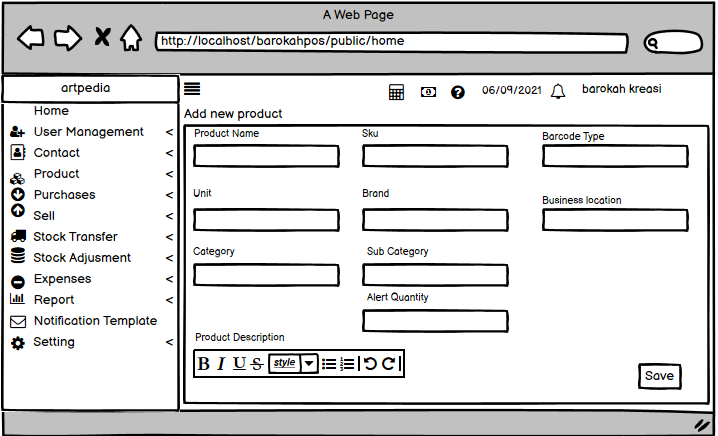 A Web Page
http://localhost/barokahpos/public/home
artpedia
06/09/2021
barokah kreasi
Home
User Management <
Contact <
Product <
Purchases <
Sell <
Stock Transfer <
Stock Adjusment <
Expenses <
Report <
Notification Template
Setting <
Add new product
Product Name
Sku
Barcode Type
Unit
Brand
Business location
Category
Sub Category
Alert Quantity
Product Description
B I U S style
Save